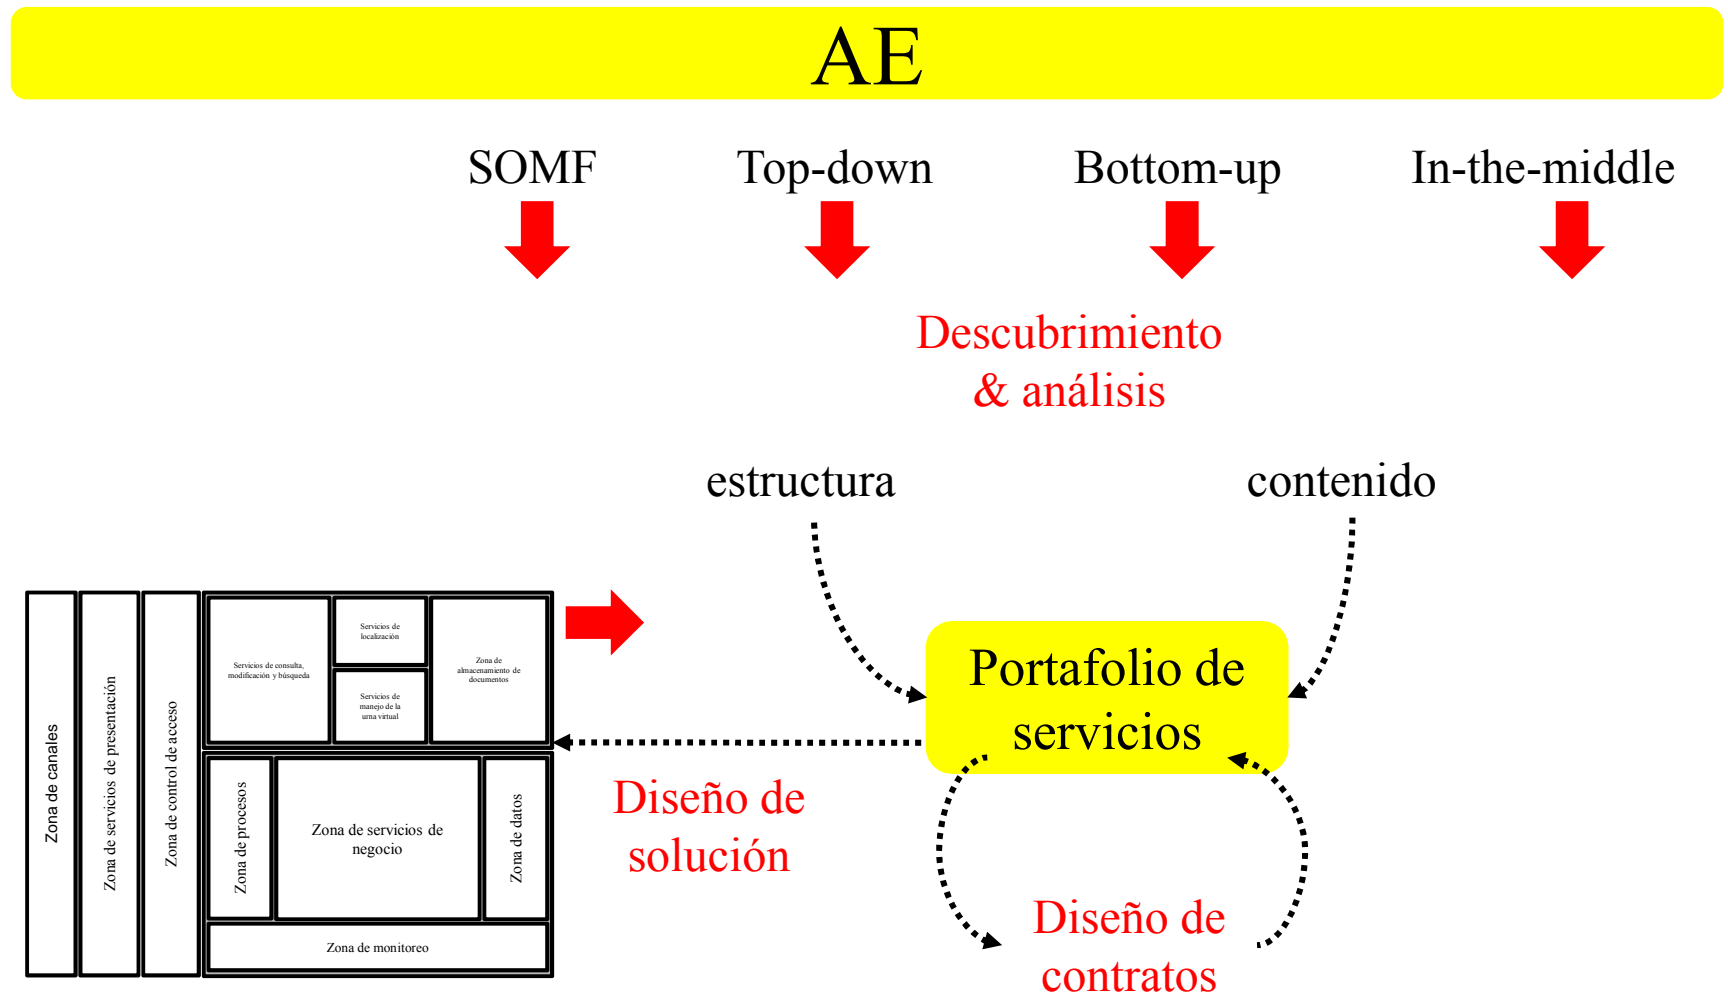 AE
SOMF
Top-down
Bottom-up
In-the-middle
Descubrimiento
& análisis
estructura
contenido
Zona de canales
Zona de servicios de presentación
Zona de control de acceso
Servicios de consulta,
modificación y búsqueda
Servicios de
localización
Servicios de
manejo de la
urna virtual
Zona de
almacenamiento de
documentos
Zona de procesos
Zona de servicios de
negocio
Zona de datos
Zona de monitoreo
Portafolio de
servicios
Diseño de
solución
Diseño de
contratos